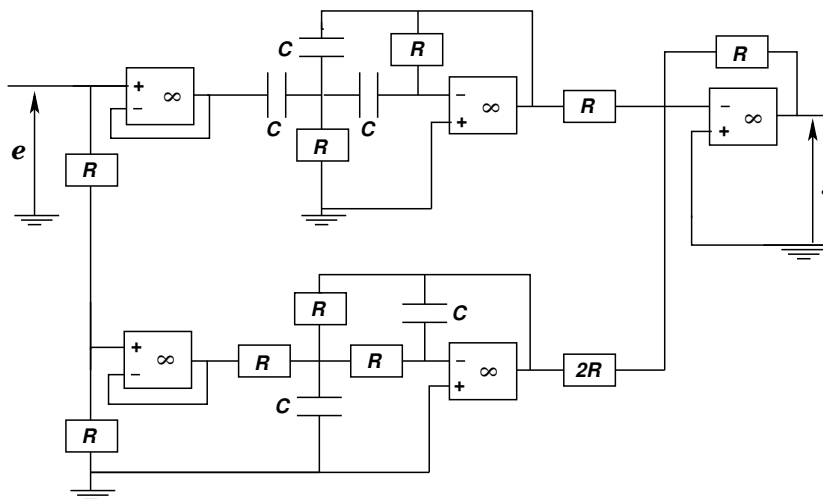 C R R
+ − ∞ C C − ∞ + R − ∞ +
e R R
R C
+ − ∞ R R − ∞ + 2R
C
R